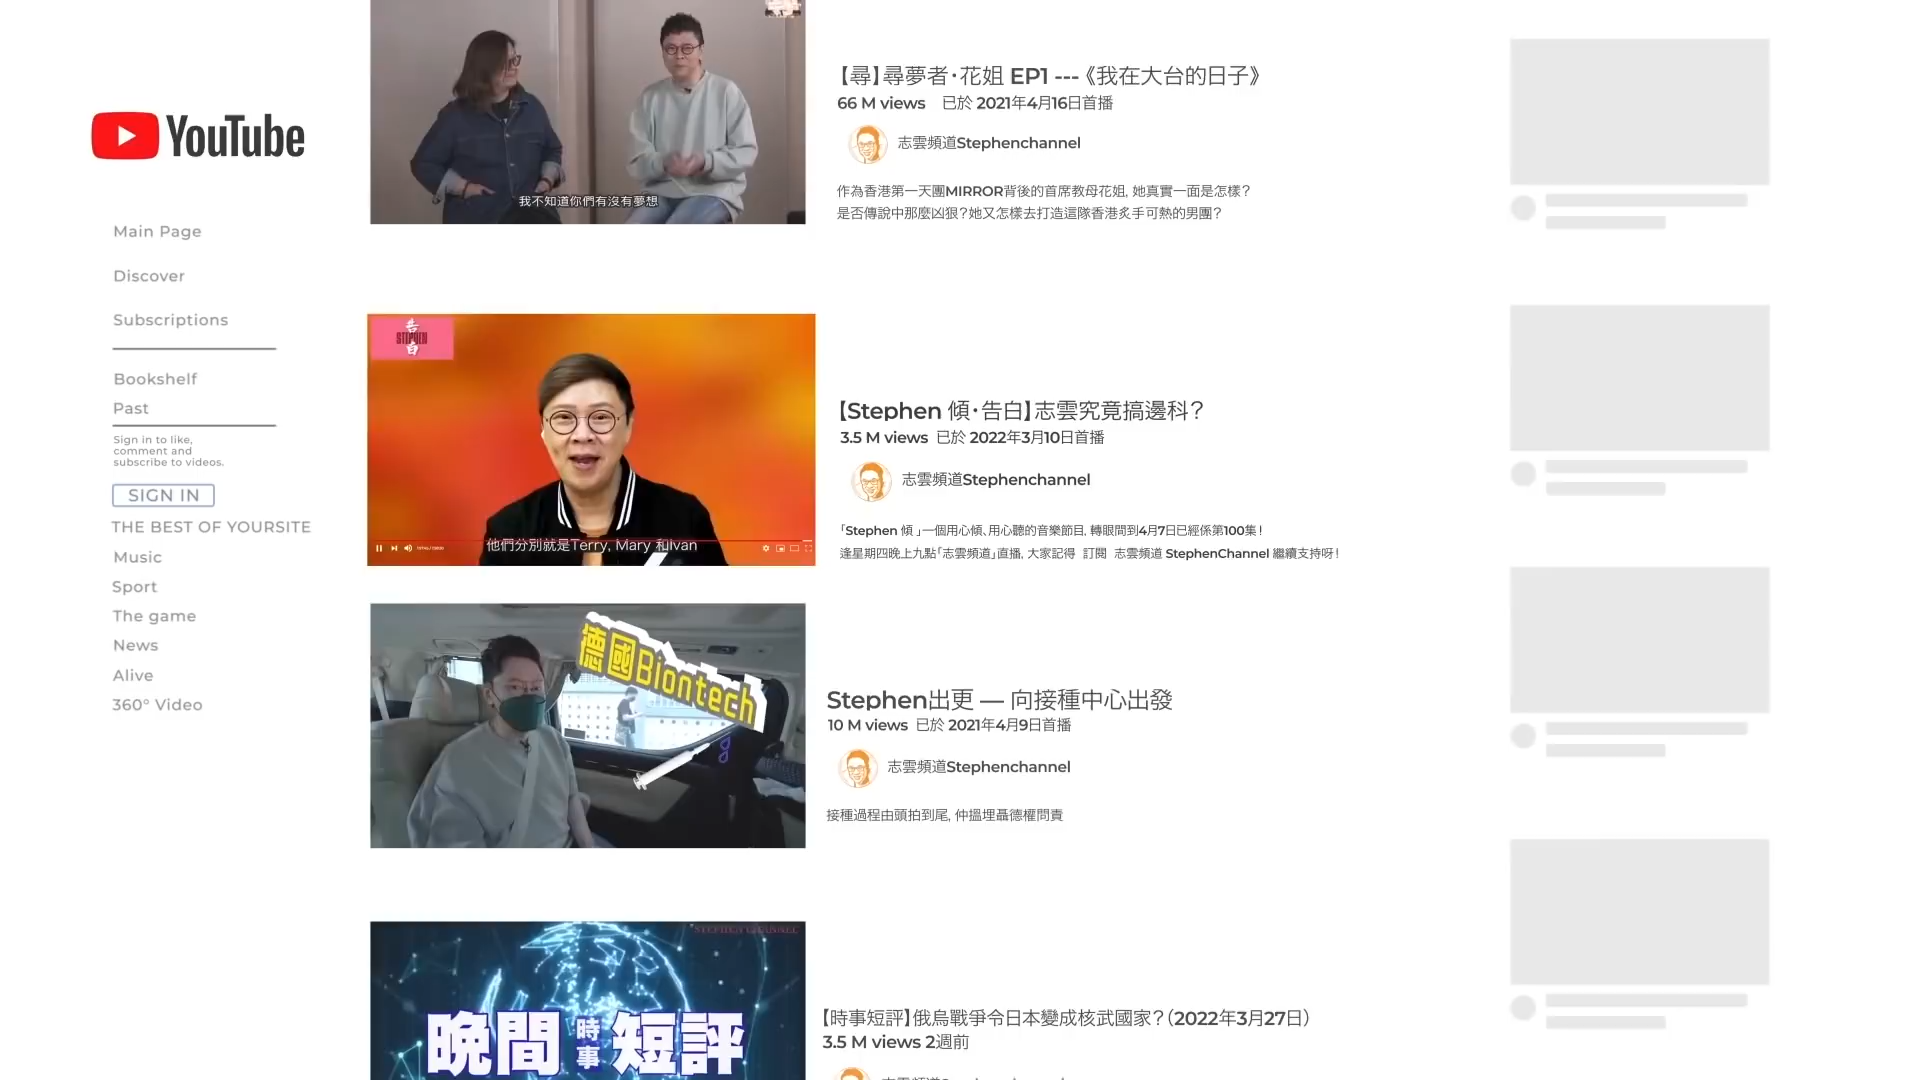 YouTube
Main Page
Discover
Subscriptions
Bookshelf
Past
Sign in to like,
comment and
subscribe to videos.
SIGN IN
THE BEST OF YOURSITE
Music
Sport
The game
News
Alive
360° Video
我不知道你們有沒有夢想
【尋】尋夢者·花姐 EP1 ---《我在大台的日子》
66 M views 已於 2021年4月16日首播
志雲頻道Stephenchannel
作為香港第一天團MIRROR背後的首席教母花姐, 她真實一面是怎樣?
是否傳說中那麼凶狠?她又怎樣去打造這隊香港炙手可熱的男團?
告
STEPHEN
白
他們分別就是Terry, Mary 和Ivan
【Stephen 傾·告白】志雲究竟搞邊科?
3.5 M views 已於 2022年3月10日首播
志雲頻道Stephenchannel
「Stephen 傾 」一個用心傾, 用心聽的音樂節目, 轉眼間到4月7日已經係第100集!
逢星期四晚上九點「志雲頻道」直播, 大家記得 訂閱 志雲頻道 StephenChannel 繼續支持呀!
德國Biontech
Stephen出更 — 向接種中心出發
10 M views 已於 2021年4月9日首播
志雲頻道Stephenchannel
接種過程由頭拍到尾, 仲搵埋聶德權問責
STEPHEN CHANNEL
晚間時事短評
【時事短評】俄烏戰爭令日本變成核武國家?(2022年3月27日)
3.5 M views 2週前